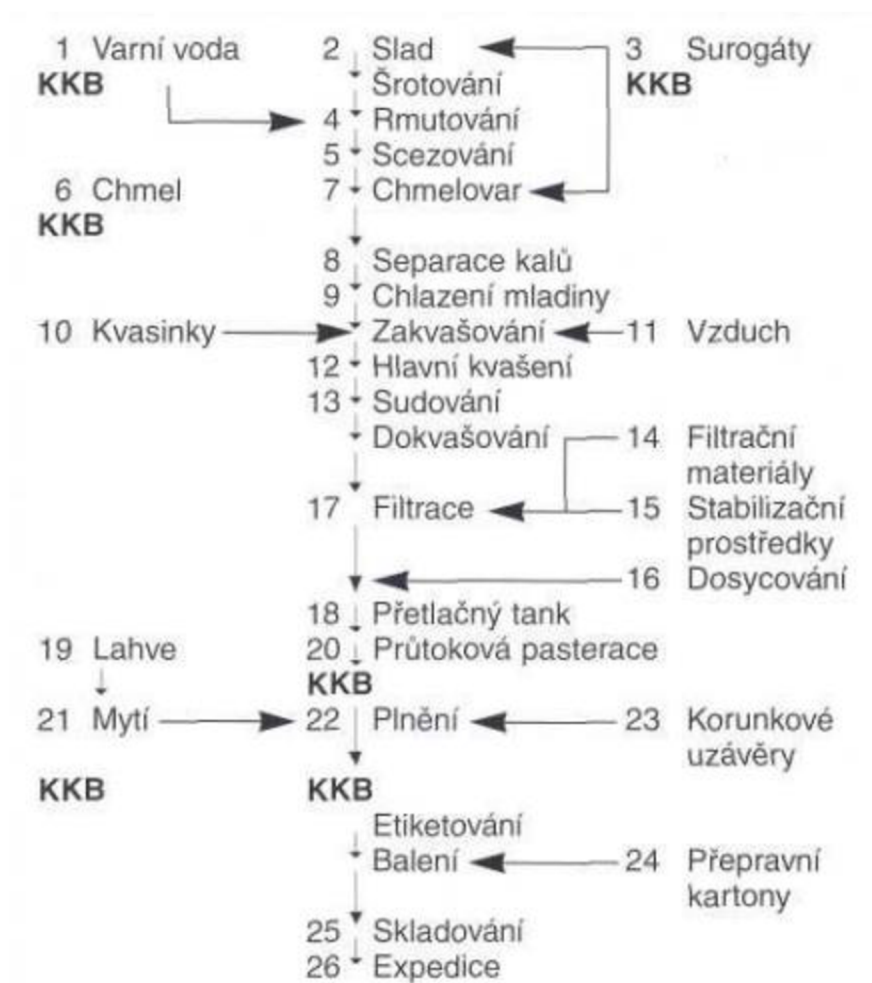 1 Varní voda 2 Slad 3 Surogáty
KKB Šrotování KKB
4 Rmutování
5 Scezování
6 Chmel 7 Chmelovar
KKB
8 Separace kalů
9 Chlazení mladiny
10 Kvasinky Zakvašování 11 Vzduch
12 Hlavní kvašení
13 Sudování
Dokvašování 14 Filtrační
materiály
17 Filtrace 15 Stabilizační
prostředky
16 Dosycování
18 Přetlačný tank
19 Lahve 20 Průtoková pasterace
KKB
21 Mytí 22 Plnění 23 Korunkové
uzávěry
KKB KKB
Etiketování
Balení 24 Přepravní
kartony
25 Skladování
26 Expedice